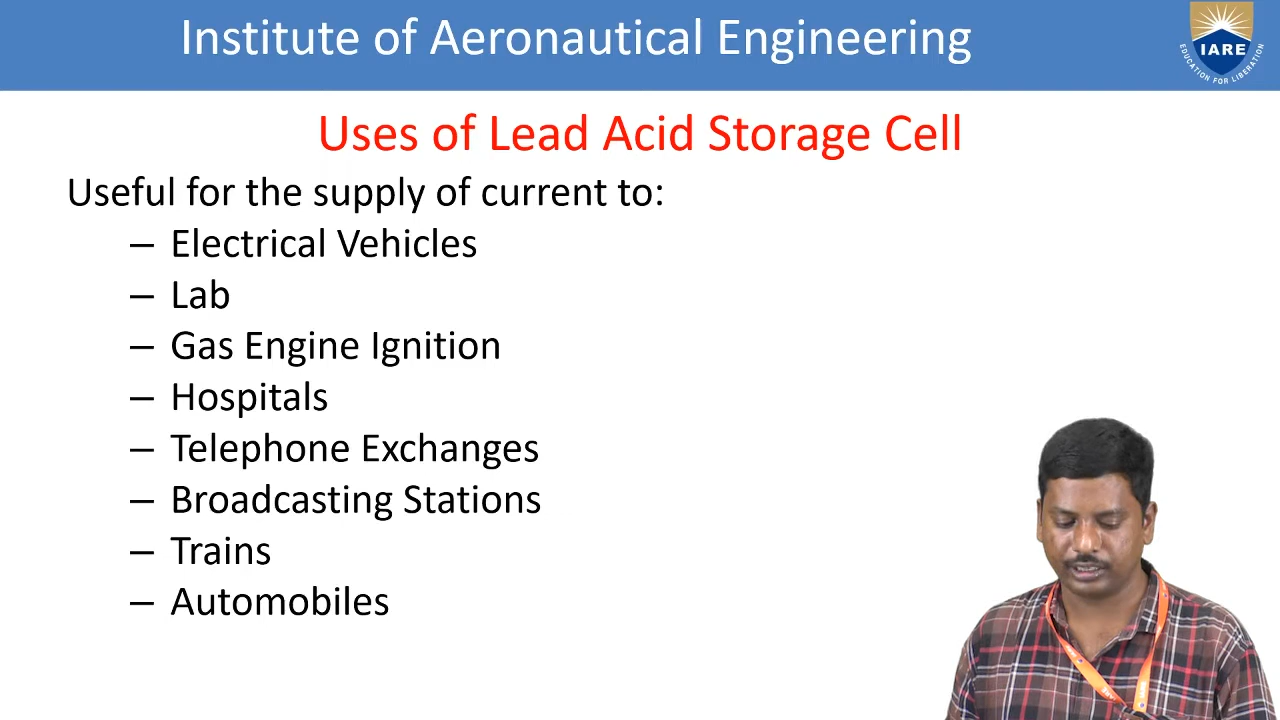 Institute of Aeronautical Engineering
IARE
EDUCATION FOR LIBERATION
Uses of Lead Acid Storage Cell
Useful for the supply of current to:
– Electrical Vehicles
– Lab
– Gas Engine Ignition
– Hospitals
– Telephone Exchanges
– Broadcasting Stations
– Trains
– Automobiles